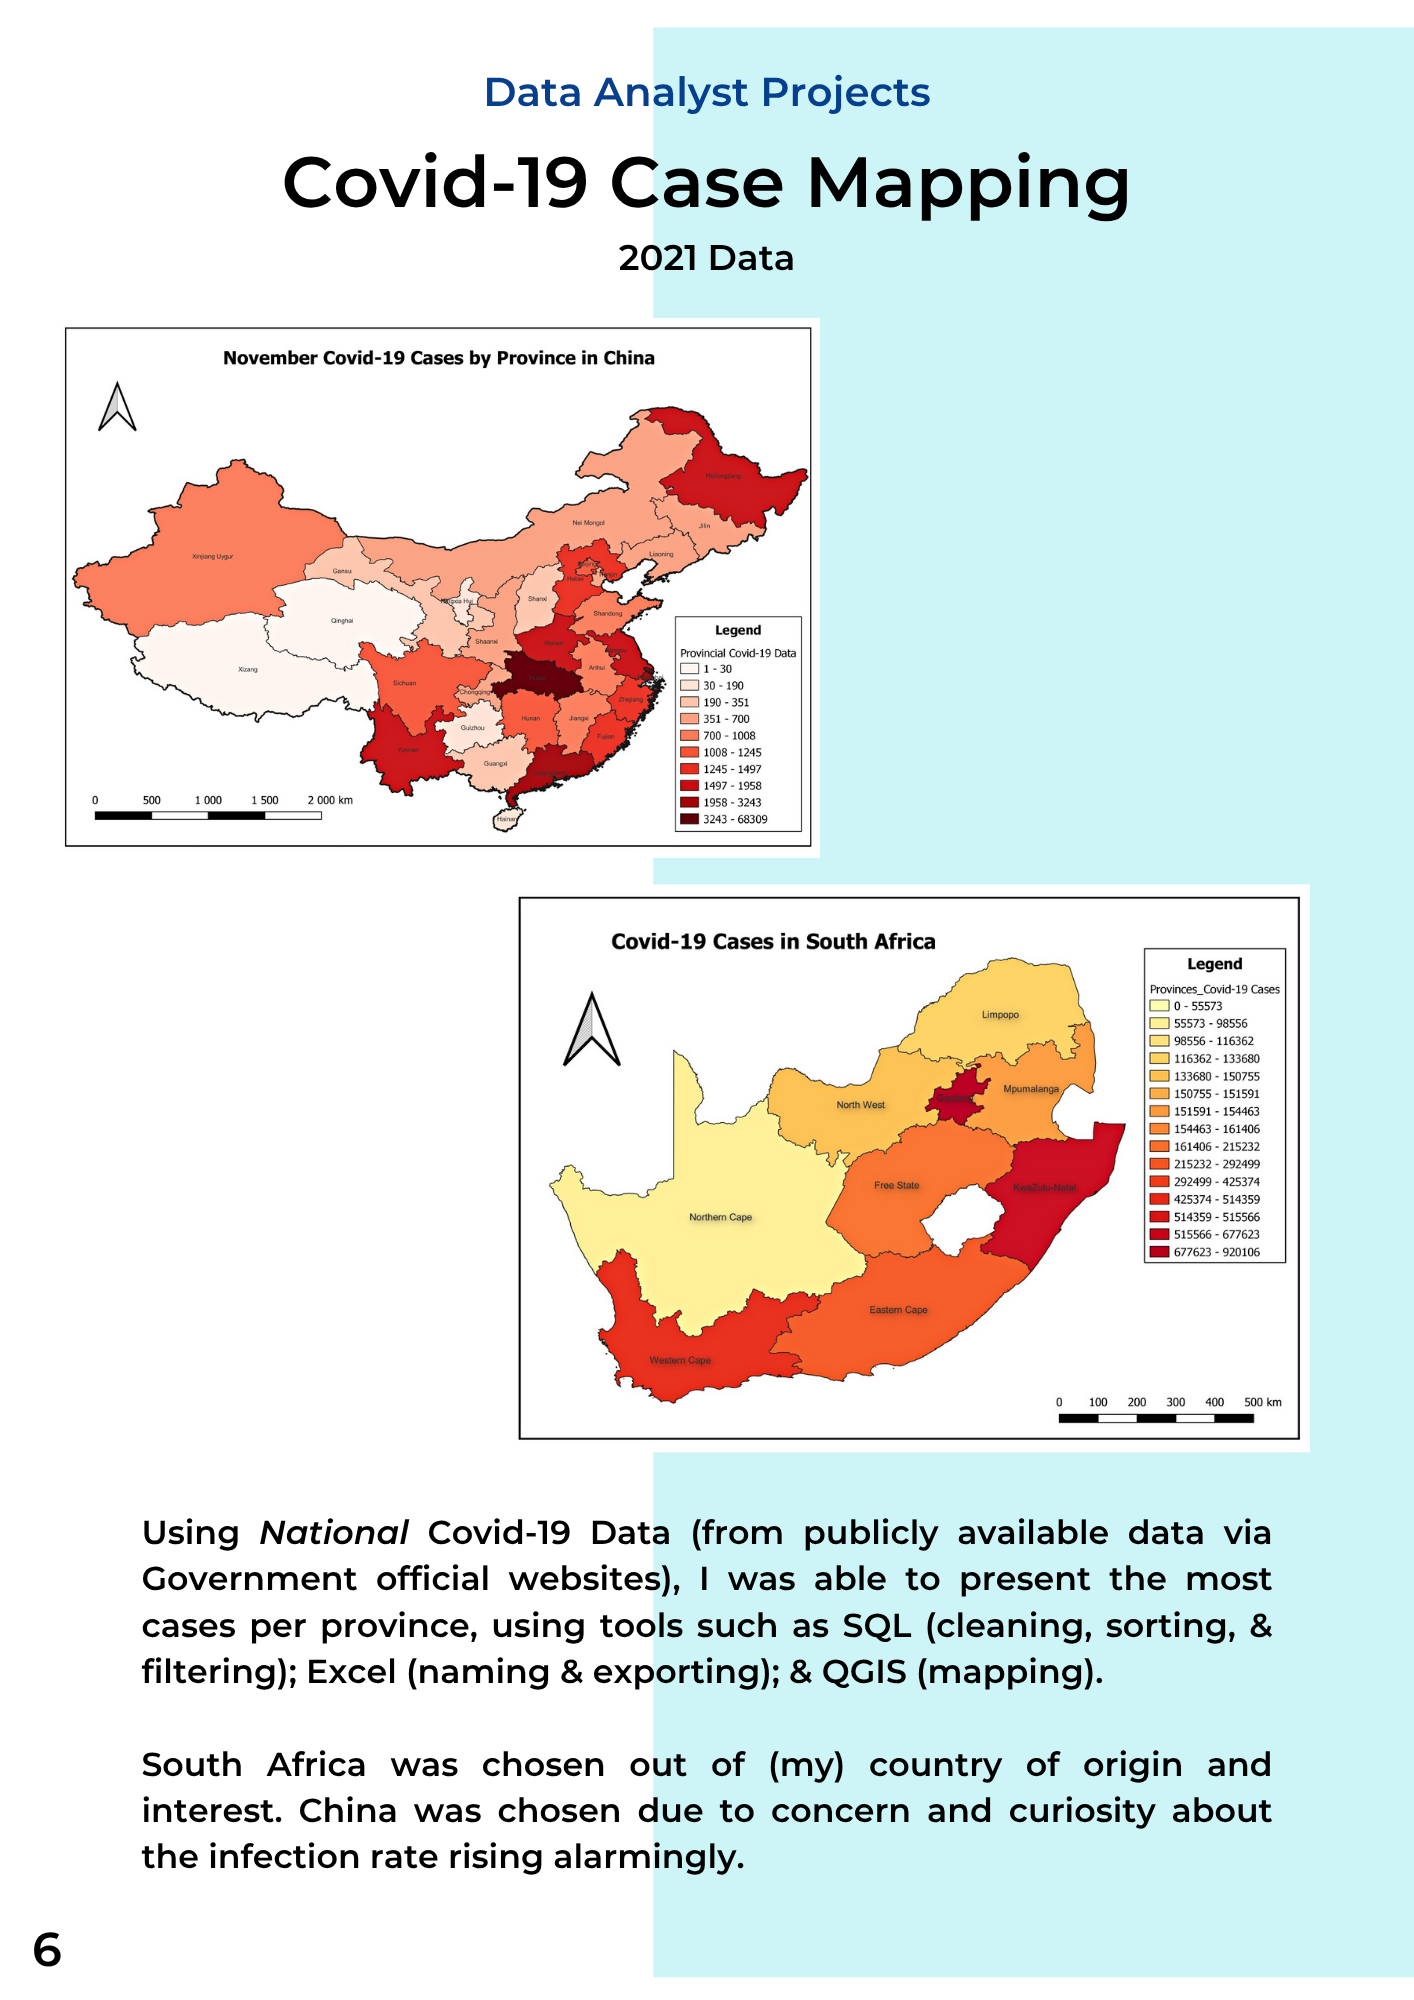 Data Analyst Projects
Covid-19 Case Mapping
2021 Data
November Covid-19 Cases by Province in China
Heilongjiang
Nei Mongol
Jilin
Xinjiang Uygur
Liaoning
Gansu
Hebei
Shanxi
Ningxia Hui
Shandong
Qinghai
Shaanxi
Henan
Anhui
Xizang
Sichuan
Hubei
Chongqing
Zhejiang
Hunan
Jiangxi
Guizhou
Fujian
Yunnan
Guangxi
Hainan
0 500 1 000 1 500 2 000 km
Legend
Provincial Covid-19 Data
1 - 30
30 - 190
190 - 351
351 - 700
700 - 1008
1008 - 1245
1245 - 1497
1497 - 1958
1958 - 3243
3243 - 68309
Covid-19 Cases in South Africa
Limpopo
Mpumalanga
North West
Gauteng
Free State
KwaZulu-Natal
Northern Cape
Eastern Cape
Western Cape
Legend
Provinces_Covid-19 Cases
0 - 55573
55573 - 98556
98556 - 116362
116362 - 133680
133680 - 150755
150755 - 151591
151591 - 154463
154463 - 161406
161406 - 215232
215232 - 292499
292499 - 425374
425374 - 514359
514359 - 515566
515566 - 677623
677623 - 920106
0 100 200 300 400 500 km
Using National Covid-19 Data (from publicly available data via
Government official websites), I was able to present the most
cases per province, using tools such as SQL (cleaning, sorting, &
filtering); Excel (naming & exporting); & QGIS (mapping).
South Africa was chosen out of (my) country of origin and
interest. China was chosen due to concern and curiosity about
the infection rate rising alarmingly.
6